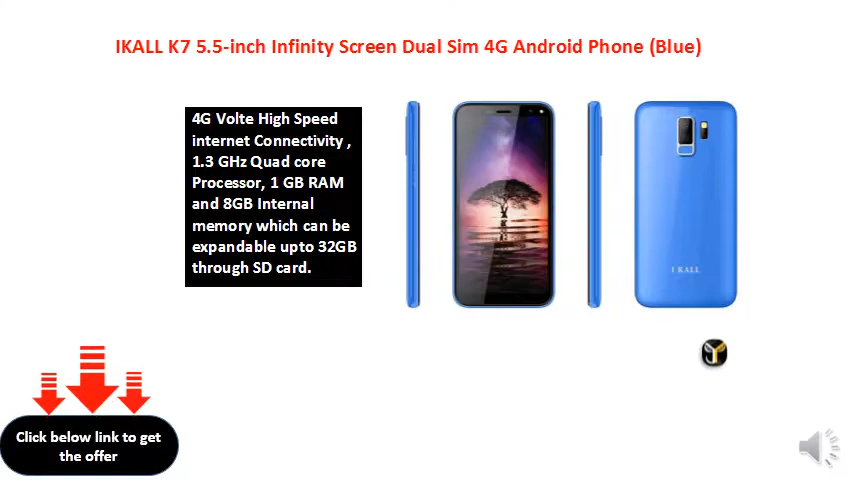 IKALL K7 5.5-inch Infinity Screen Dual Sim 4G Android Phone (Blue)
4G Volte High Speed
internet Connectivity ,
1.3 GHz Quad core
Processor, 1 GB RAM
and 8GB Internal
memory which can be
expandable upto 32GB
through SD card.
I KALL
Click below link to get
the offer